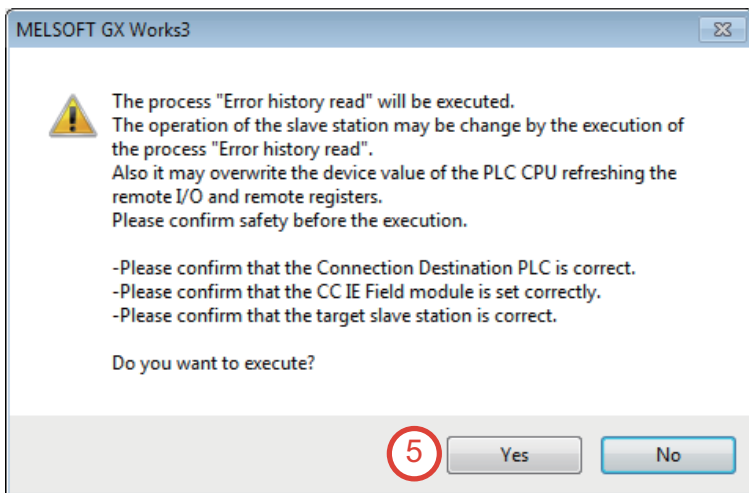 MELSOFT GX Works3
The process "Error history read" will be executed.
The operation of the slave station may be change by the execution of
the process "Error history read".
Also it may overwrite the device value of the PLC CPU refreshing the
remote I/O and remote registers.
Please confirm safety before the execution.
-Please confirm that the Connection Destination PLC is correct.
-Please confirm that the CC IE Field module is set correctly.
-Please confirm that the target slave station is correct.
Do you want to execute?
5 Yes No